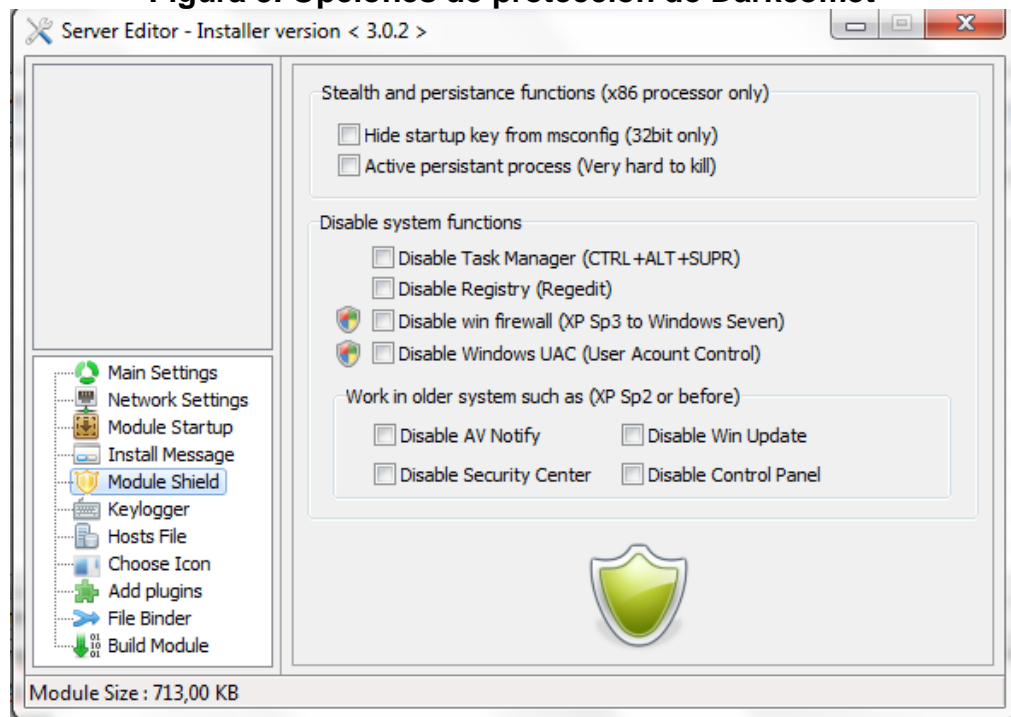 Figura 3. Opciones de protección de Darkcomet
Server Editor - Installer version < 3.0.2 >
Stealth and persistance functions (x86 processor only)
Hide startup key from msconfig (32bit only)
Active persistant process (Very hard to kill)
Disable system functions
Disable Task Manager (CTRL+ALT+SUPR)
Disable Registry (Regedit)
Disable win firewall (XP Sp3 to Windows Seven)
Disable Windows UAC (User Acount Control)
Work in older system such as (XP Sp2 or before)
Disable AV Notify
Disable Win Update
Disable Security Center
Disable Control Panel
Main Settings
Network Settings
Module Startup
Install Message
Module Shield
Keylogger
Hosts File
Choose Icon
Add plugins
File Binder
Build Module
Module Size : 713,00 KB